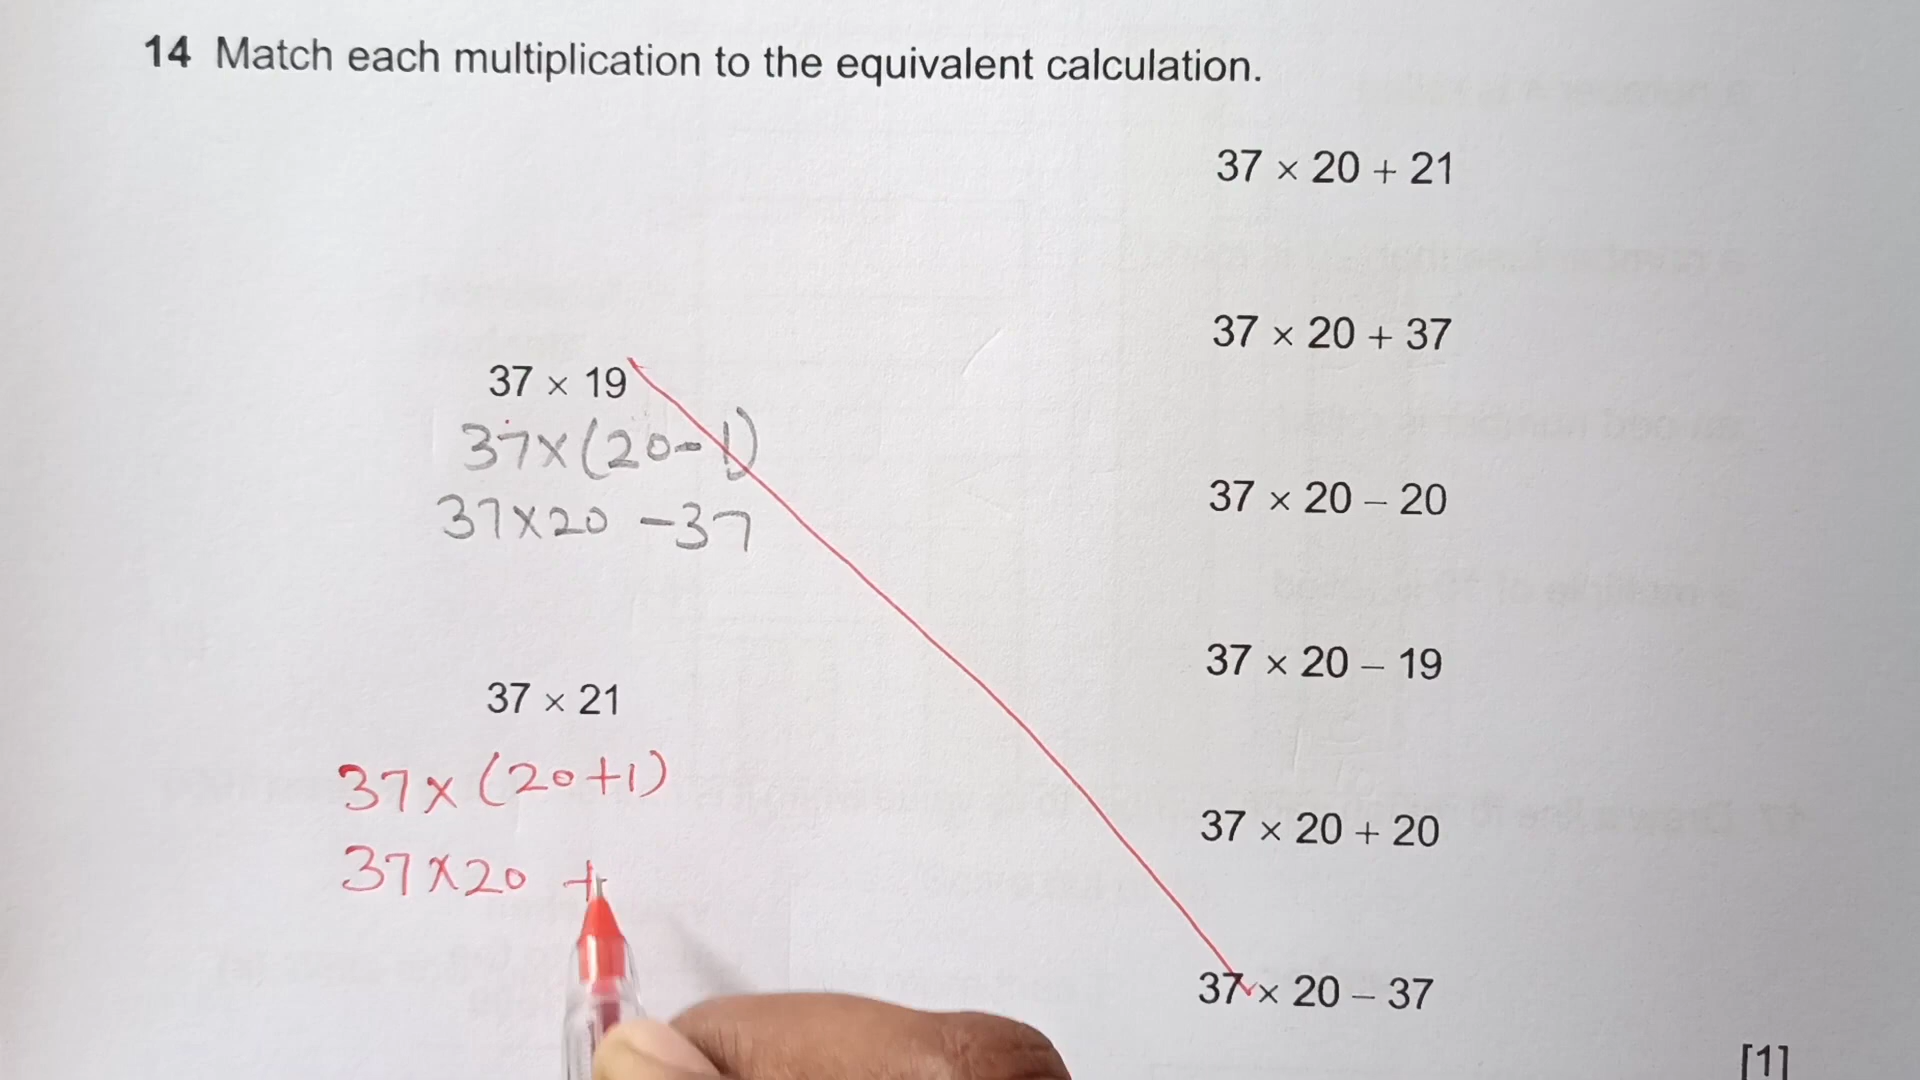 14 Match each multiplication to the equivalent calculation.
37 × 20 + 21
37 × 20 + 37
37 × 19
37×(20-1)
37×20 -37
37 × 20 – 20
37 × 20 – 19
37 × 21
37×(20+1)
37×20 +
37 × 20 + 20
37 × 20 – 37
[1]